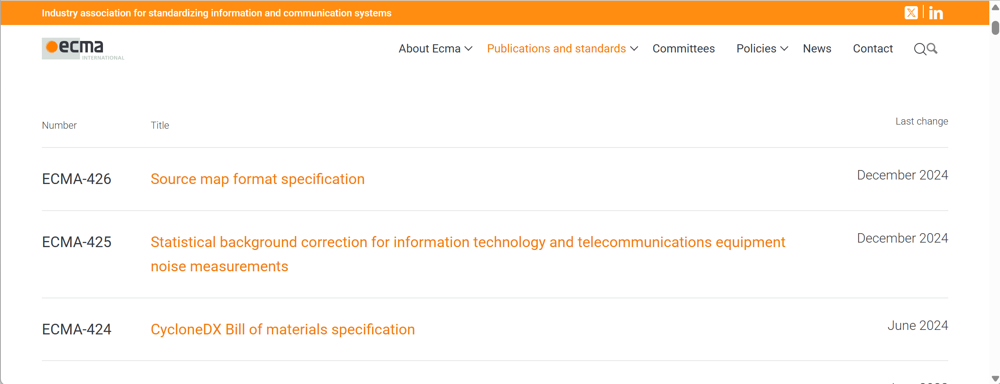 Industry association for standardizing information and communication systems
ecma
INTERNATIONAL
About Ecma
Publications and standards
Committees
Policies
News
Contact
Number
Title
Last change
ECMA-426
Source map format specification
December 2024
ECMA-425
Statistical background correction for information technology and telecommunications equipment
noise measurements
December 2024
ECMA-424
CycloneDX Bill of materials specification
June 2024